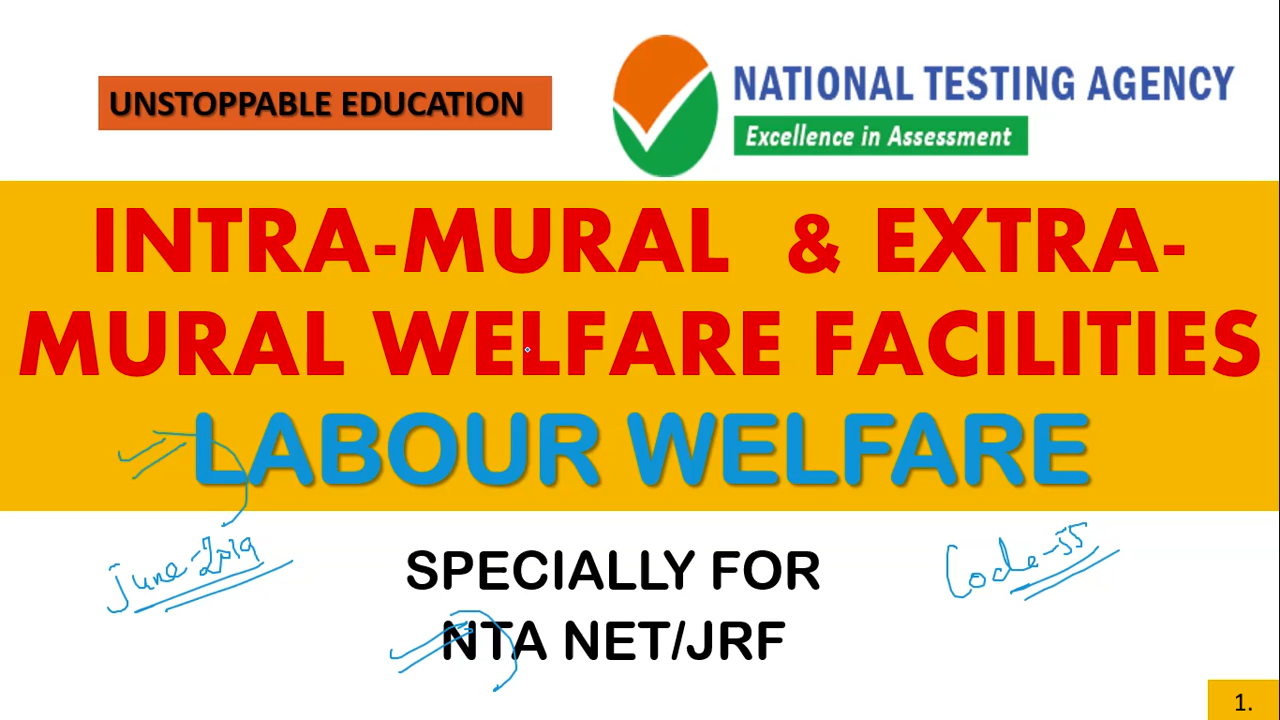 UNSTOPPABLE EDUCATION
NATIONAL TESTING AGENCY
Excellence in Assessment
INTRA-MURAL & EXTRA-
MURAL WELFARE FACILITIES
LABOUR WELFARE
June-2019
Code-55
SPECIALLY FOR
NTA NET/JRF
1.